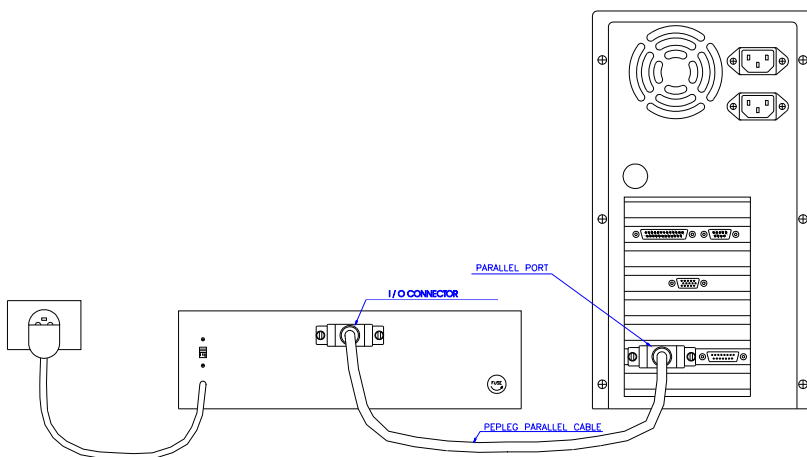 PARALLEL PORT
I / O CONNECTOR
FUSE
PEPLEG PARALLEL CABLE